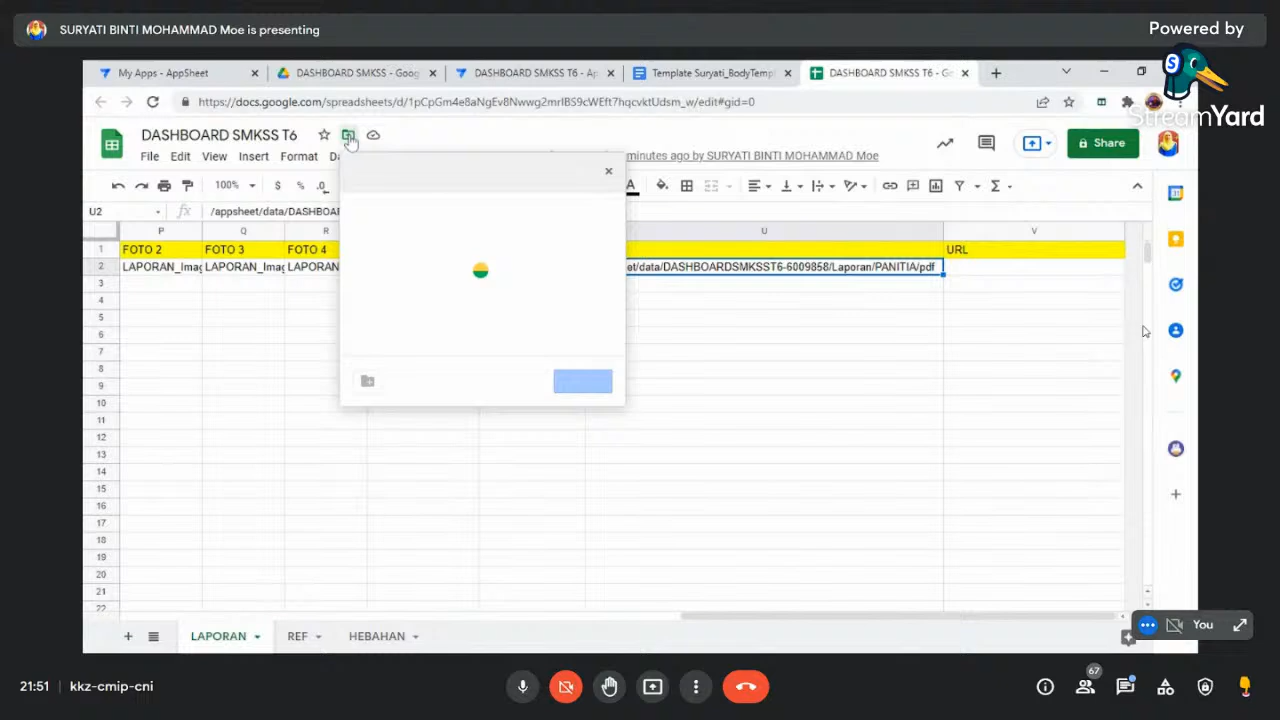 SURYATI BINTI MOHAMMAD Moe is presenting
Powered by
StreamYard
My Apps - AppSheet
DASHBOARD SMKSS - Goog
DASHBOARD SMKSS T6 - Ap
Template Suryati_BodyTempl
DASHBOARD SMKSS T6 - Go
https://docs.google.com/spreadsheets/d/1pCpGm4e8aNgEv8Nwwg2mrIBS9cWEft7hqcvktUdsm_w/edit#gid=0
DASHBOARD SMKSS T6
File Edit View Insert Format Da
minutes ago by SURYATI BINTI MOHAMMAD Moe
Share
100% $ % .0 A
U2 fx /appsheet/data/DASHBOAR
P Q R U V
1 FOTO 2 FOTO 3 FOTO 4 URL
2 LAPORAN_Imag LAPORAN_Imag LAPORAN et/data/DASHBOARDSMKSST6-6009858/Laporan/PANITIA/pdf
3
4
5
6
7
8
9
10
11
12
13
14
15
16
17
18
19
20
21
22
LAPORAN REF HEBAHAN
You
21:51 kkz-cmip-cni
67